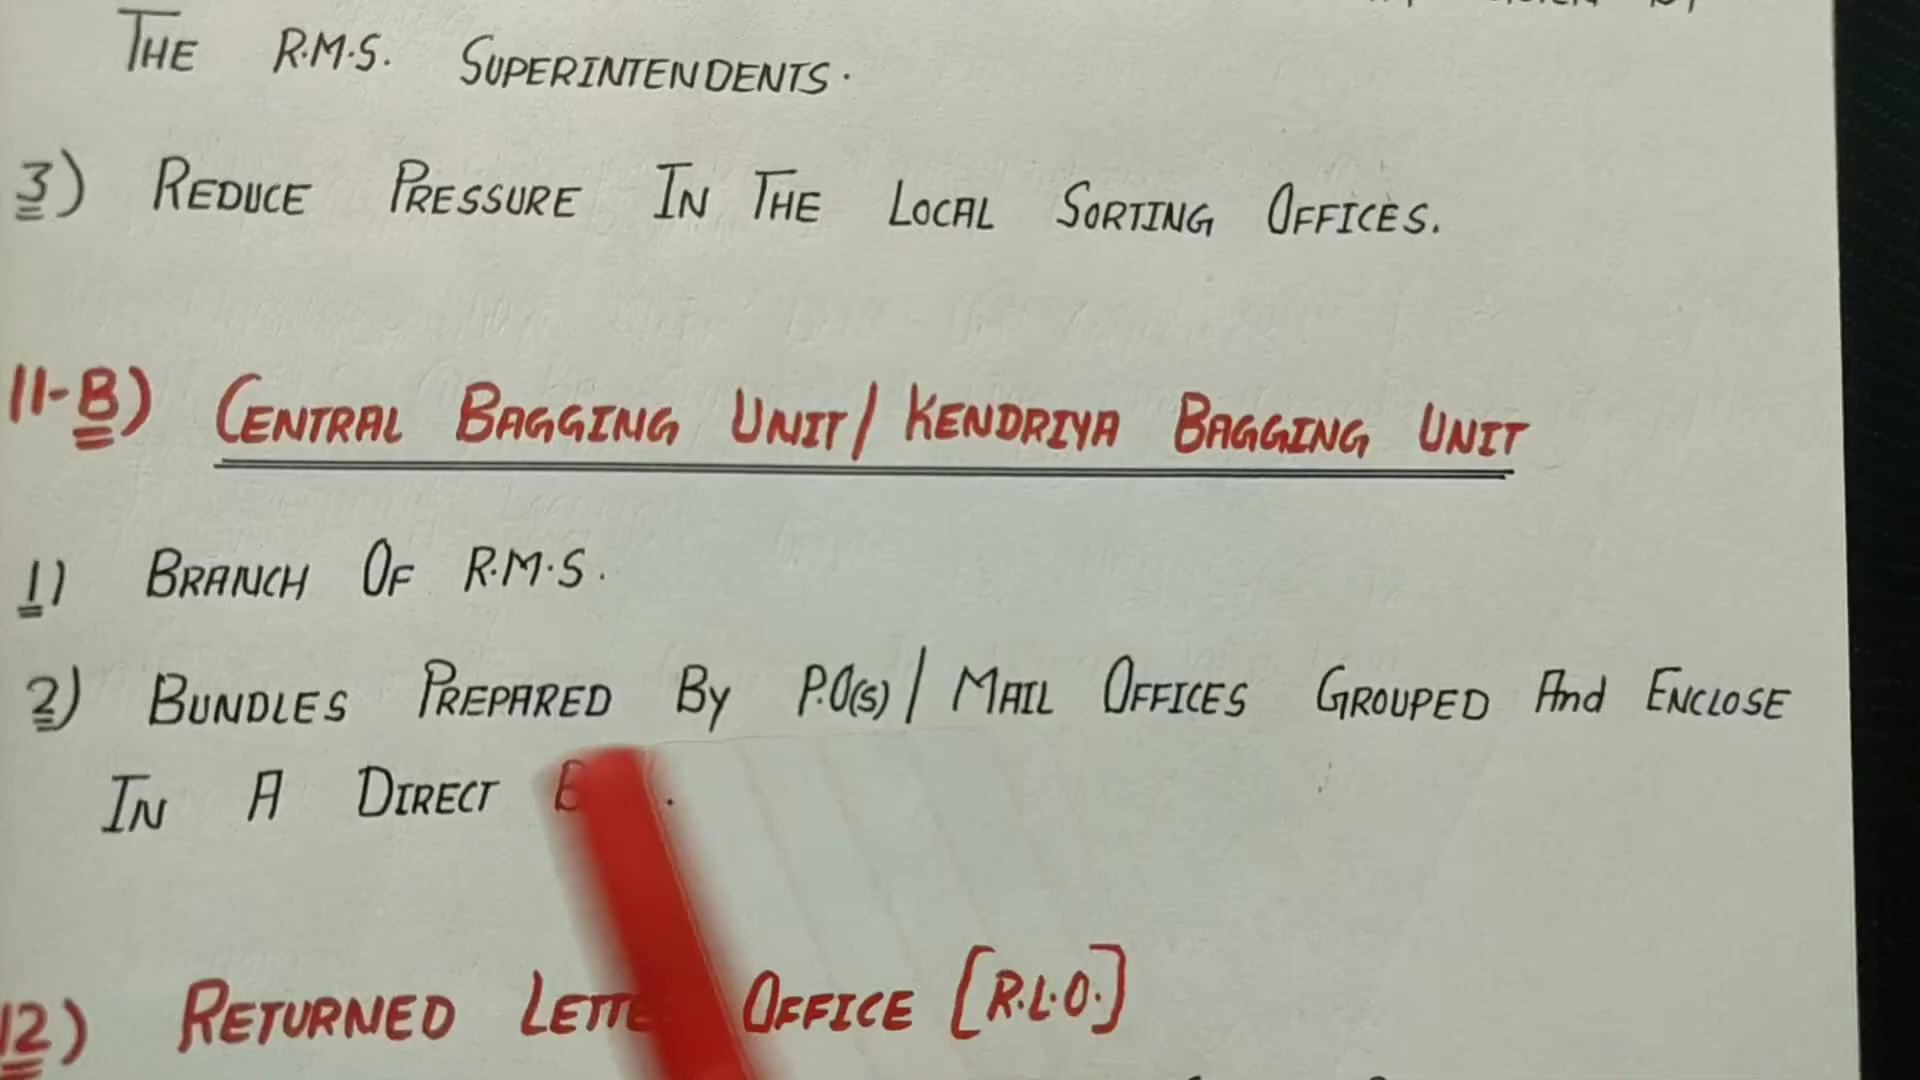 THE R.M.S. SUPERINTENDENTS.
3) REDUCE PRESSURE IN THE LOCAL SORTING OFFICES.
11-B) CENTRAL BAGGING UNIT/ KENDRIYA BAGGING UNIT
1) BRANCH OF R.M.S.
2) BUNDLES PREPARED BY P.O(s)/ MAIL OFFICES GROUPED And ENCLOSE
IN A DIRECT
12) RETURNED OFFICE [R.L.O.]